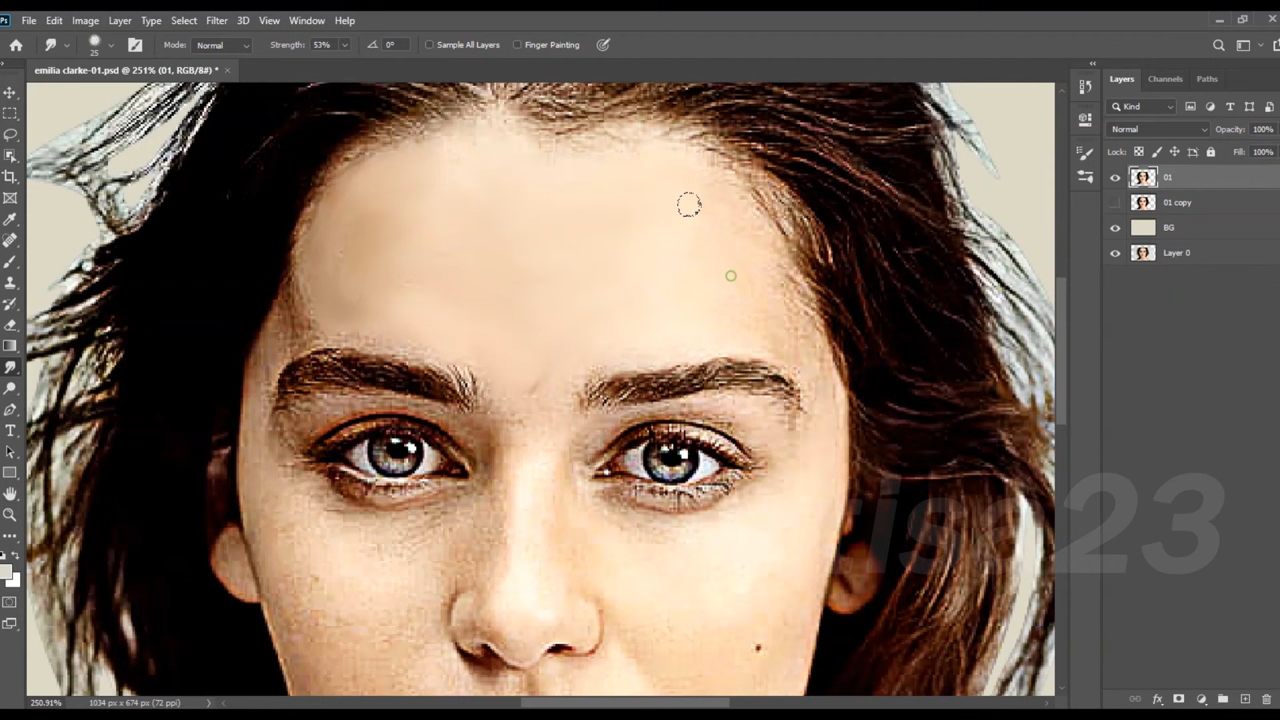 Ps File Edit Image Layer Type Select Filter 3D View Window Help
25 Mode: Normal Strength: 53% 0° Sample All Layers Finger Painting
emilia clarke-01.psd @ 251% (01, RGB/8#) *
Layers Channels Paths
Kind
Normal Opacity: 100%
Lock: Fill: 100%
01
01 copy
BG
Layer 0
250.91% 1034 px x 674 px (72 ppi)